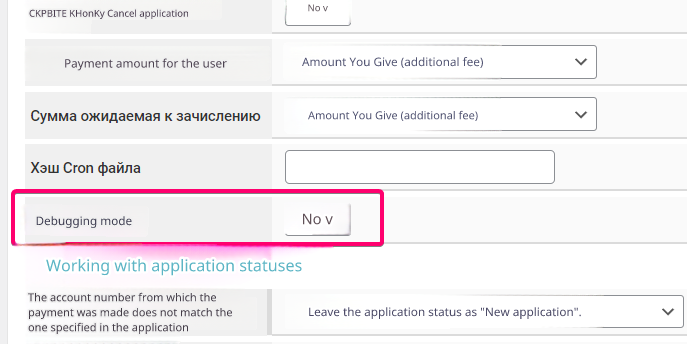 CKPBITE KHonKy Cancel application
No v
Payment amount for the user
Amount You Give (additional fee)
Сумма ожидаемая к зачислению
Amount You Give (additional fee)
Хэш Cron файла
Debugging mode
No v
Working with application statuses
The account number from which the
payment was made does not match the
one specified in the application
Leave the application status as "New application".